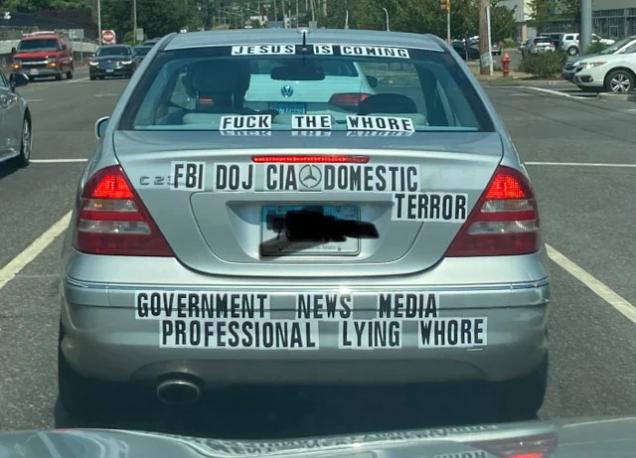 JESUS IS COMING
FUCK THE WHORE
FBI DOJ CIA DOMESTIC
TERROR
GOVERNMENT NEWS MEDIA
PROFESSIONAL LYING WHORE